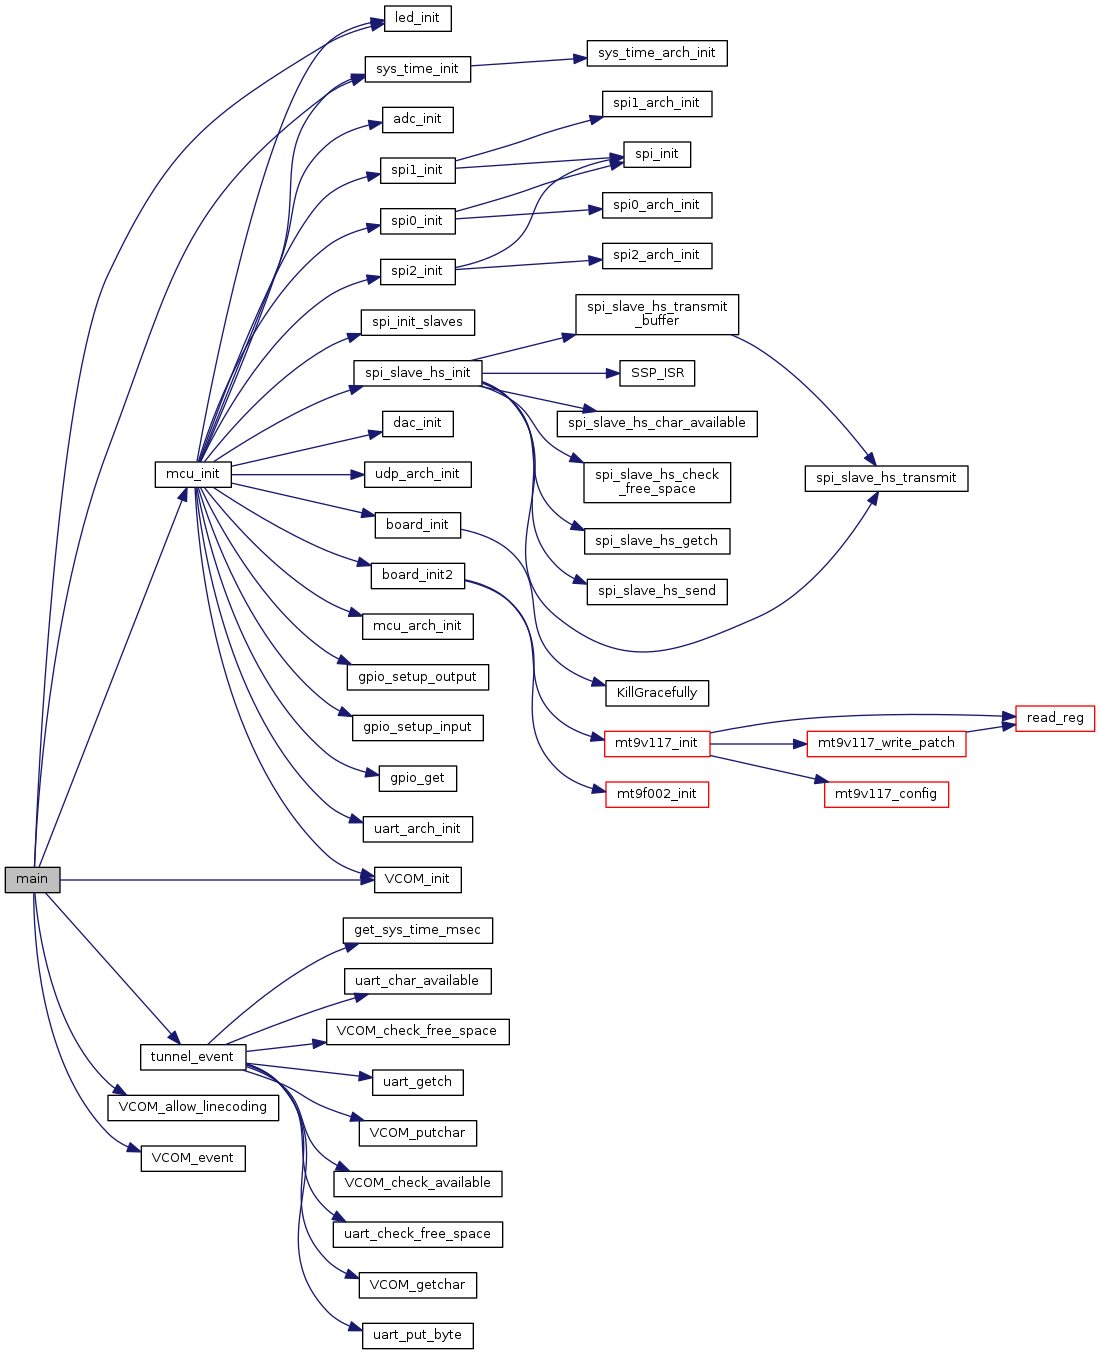 led_init
sys_time_init
sys_time_arch_init
adc_init
spi1_arch_init
spi1_init
spi_init
spi0_init
spi0_arch_init
spi2_init
spi2_arch_init
spi_init_slaves
spi_slave_hs_transmit
_buffer
spi_slave_hs_init
SSP_ISR
dac_init
spi_slave_hs_char_available
mcu_init
udp_arch_init
spi_slave_hs_check
_free_space
spi_slave_hs_transmit
board_init
spi_slave_hs_getch
board_init2
spi_slave_hs_send
mcu_arch_init
gpio_setup_output
KillGracefully
gpio_setup_input
read_reg
mt9v117_init
mt9v117_write_patch
gpio_get
mt9f002_init
mt9v117_config
uart_arch_init
main
VCOM_init
get_sys_time_msec
uart_char_available
VCOM_check_free_space
tunnel_event
uart_getch
VCOM_allow_linecoding
VCOM_putchar
VCOM_event
VCOM_check_available
uart_check_free_space
VCOM_getchar
uart_put_byte